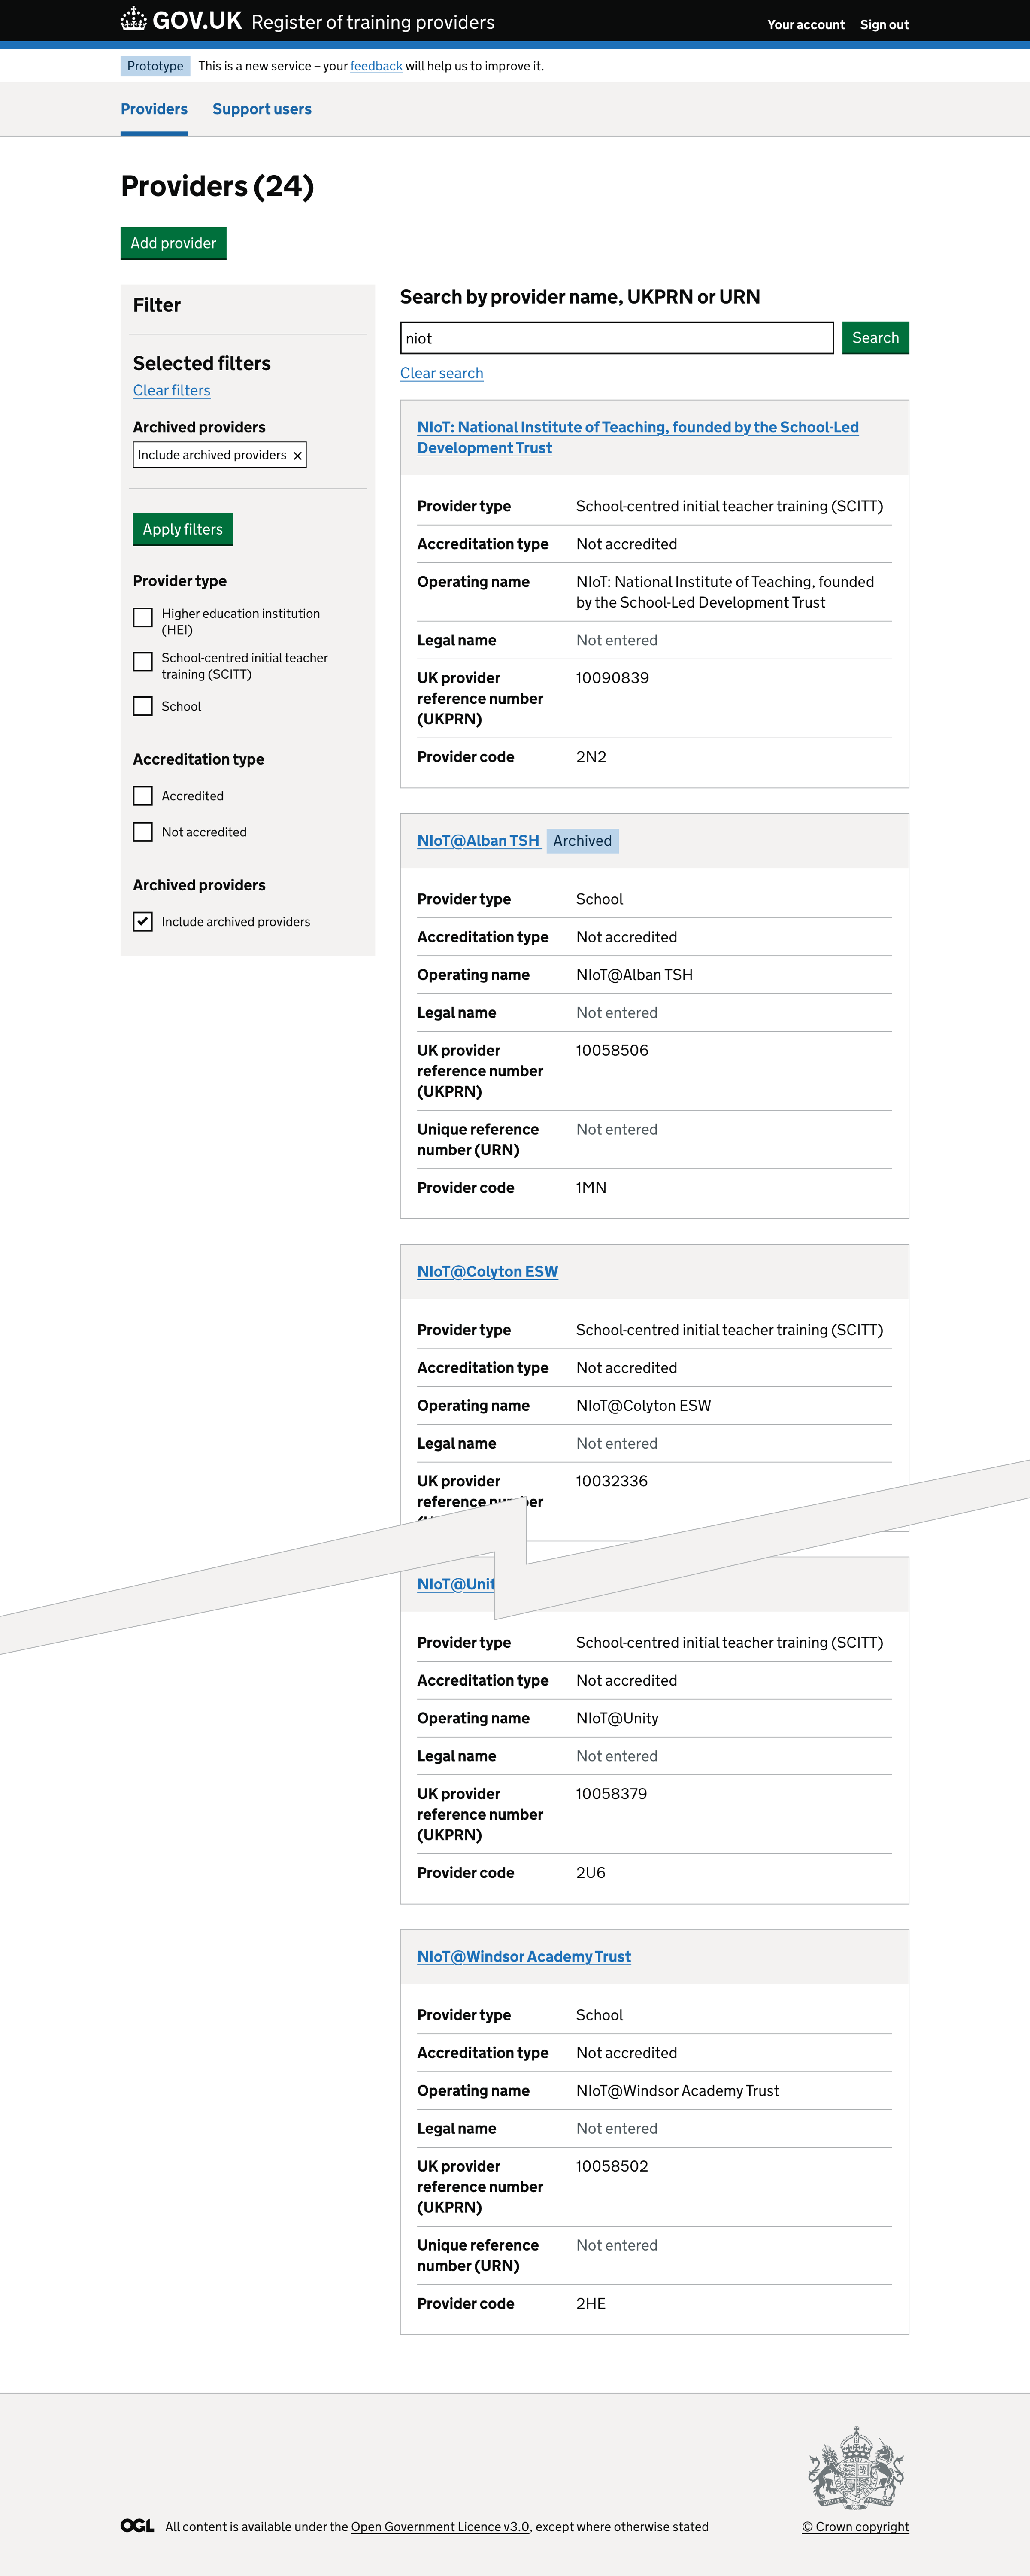 GOV.UK Register of training providers
Your account Sign out
Prototype This is a new service – your feedback will help us to improve it.
Providers Support users
Providers (24)
Add provider
Filter
Selected filters
Clear filters
Archived providers
Include archived providers ×
Apply filters
Provider type
Higher education institution
(HEI)
School-centred initial teacher
training (SCITT)
School
Accreditation type
Accredited
Not accredited
Archived providers
Include archived providers
Search by provider name, UKPRN or URN
niot
Search
Clear search
NIoT: National Institute of Teaching, founded by the School-Led
Development Trust
Provider type School-centred initial teacher training (SCITT)
Accreditation type Not accredited
Operating name NIoT: National Institute of Teaching, founded
by the School-Led Development Trust
Legal name Not entered
UK provider 10090839
reference number
(UKPRN)
Provider code 2N2
NIoT@Alban TSH Archived
Provider type School
Accreditation type Not accredited
Operating name NIoT@Alban TSH
Legal name Not entered
UK provider 10058506
reference number
(UKPRN)
Unique reference Not entered
number (URN)
Provider code 1MN
NIoT@Colyton ESW
Provider type School-centred initial teacher training (SCITT)
Accreditation type Not accredited
Operating name NIoT@Colyton ESW
Legal name Not entered
UK provider 10032336
reference number
NIoT@Unit
Provider type School-centred initial teacher training (SCITT)
Accreditation type Not accredited
Operating name NIoT@Unity
Legal name Not entered
UK provider 10058379
reference number
(UKPRN)
Provider code 2U6
NIoT@Windsor Academy Trust
Provider type School
Accreditation type Not accredited
Operating name NIoT@Windsor Academy Trust
Legal name Not entered
UK provider 10058502
reference number
(UKPRN)
Unique reference Not entered
number (URN)
Provider code 2HE
OGL All content is available under the Open Government Licence v3.0, except where otherwise stated
© Crown copyright